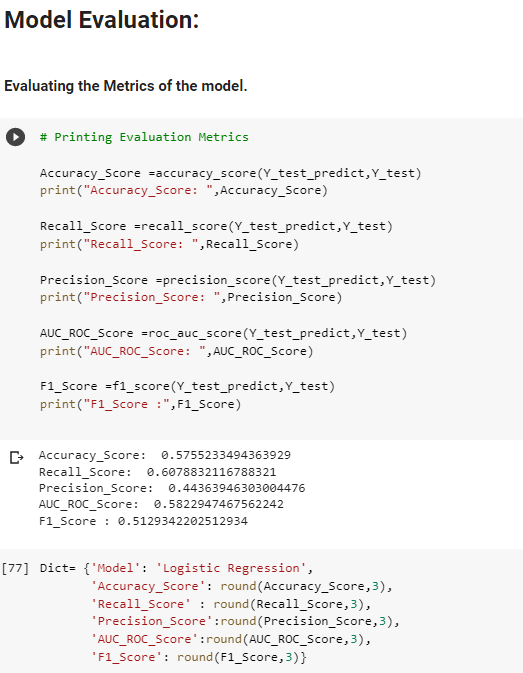 Model Evaluation:
Evaluating the Metrics of the model.
# Printing Evaluation Metrics
Accuracy_Score =accuracy_score(Y_test_predict,Y_test)
print("Accuracy_Score: ",Accuracy_Score)
Recall_Score =recall_score(Y_test_predict,Y_test)
print("Recall_Score: ",Recall_Score)
Precision_Score =precision_score(Y_test_predict,Y_test)
print("Precision_Score: ",Precision_Score)
AUC_ROC_Score =roc_auc_score(Y_test_predict,Y_test)
print("AUC_ROC_Score: ",AUC_ROC_Score)
F1_Score =f1_score(Y_test_predict,Y_test)
print("F1_Score :",F1_Score)
Accuracy_Score:  0.5755233494363929
Recall_Score:  0.6078832116788321
Precision_Score:  0.44363946303004476
AUC_ROC_Score:  0.5822947467562242
F1_Score : 0.5129342202512934
[77] Dict= {'Model': 'Logistic Regression',
'Accuracy_Score': round(Accuracy_Score,3),
'Recall_Score' : round(Recall_Score,3),
'Precision_Score':round(Precision_Score,3),
'AUC_ROC_Score':round(AUC_ROC_Score,3),
'F1_Score': round(F1_Score,3)}